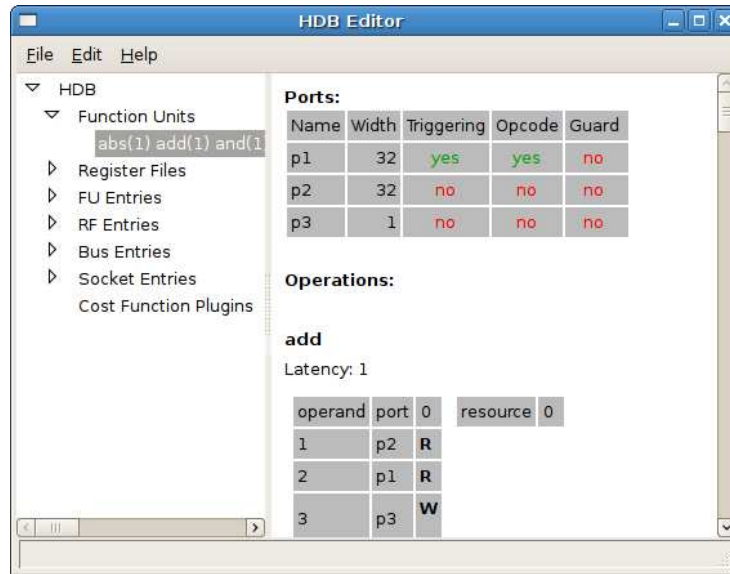 HDB Editor
File Edit Help
HDB
Function Units
abs(1) add(1) and(1
Register Files
FU Entries
RF Entries
Bus Entries
Socket Entries
Cost Function Plugins
Ports:
Name Width Triggering Opcode Guard
p1 32 yes yes no
p2 32 no no no
p3 1 no no no
Operations:
add
Latency: 1
operand port 0 resource 0
1 p2 R
2 p1 R
3 p3 W